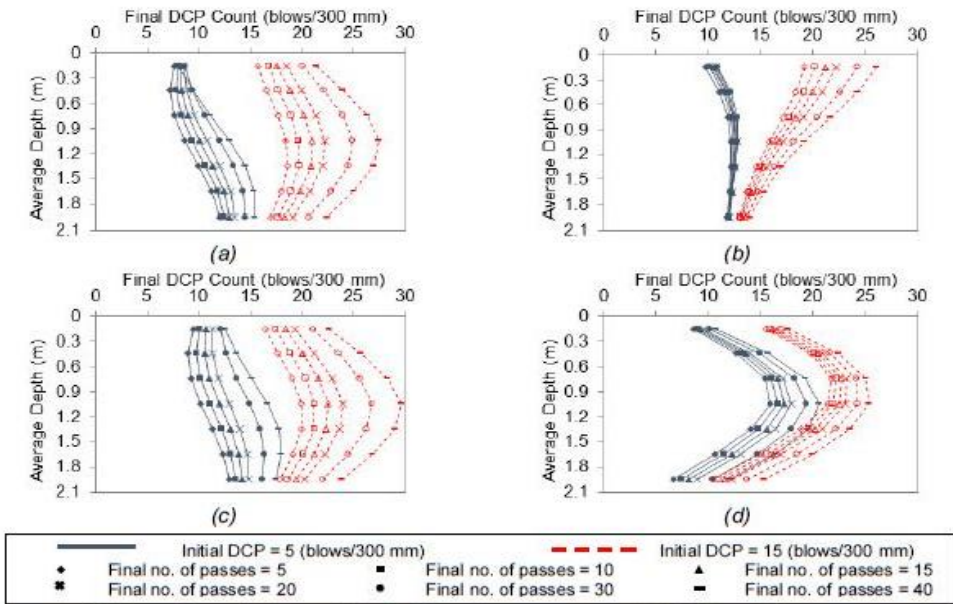 Final DCP Count (blows/300 mm)
0 5 10 15 20 25 30
0
0.3
0.6
0.9
1.2
1.5
1.8
2.1
Average Depth (m)
(a)
Final DCP Count (blows/300 mm)
0 5 10 15 20 25 30
0
0.3
0.6
0.9
1.2
1.5
1.8
2.1
Average Depth (m)
(b)
Final DCP Count (blows/300 mm)
0 5 10 15 20 25 30
0
0.3
0.6
0.9
1.2
1.5
1.8
2.1
Average Depth (m)
(c)
Final DCP Count (blows/300 mm)
0 5 10 15 20 25 30
0
0.3
0.6
0.9
1.2
1.5
1.8
2.1
Average Depth (m)
(d)
Initial DCP = 5 (blows/300 mm) Initial DCP = 15 (blows/300 mm)
Final no. of passes = 5 Final no. of passes = 10 Final no. of passes = 15
Final no. of passes = 20 Final no. of passes = 30 Final no. of passes = 40